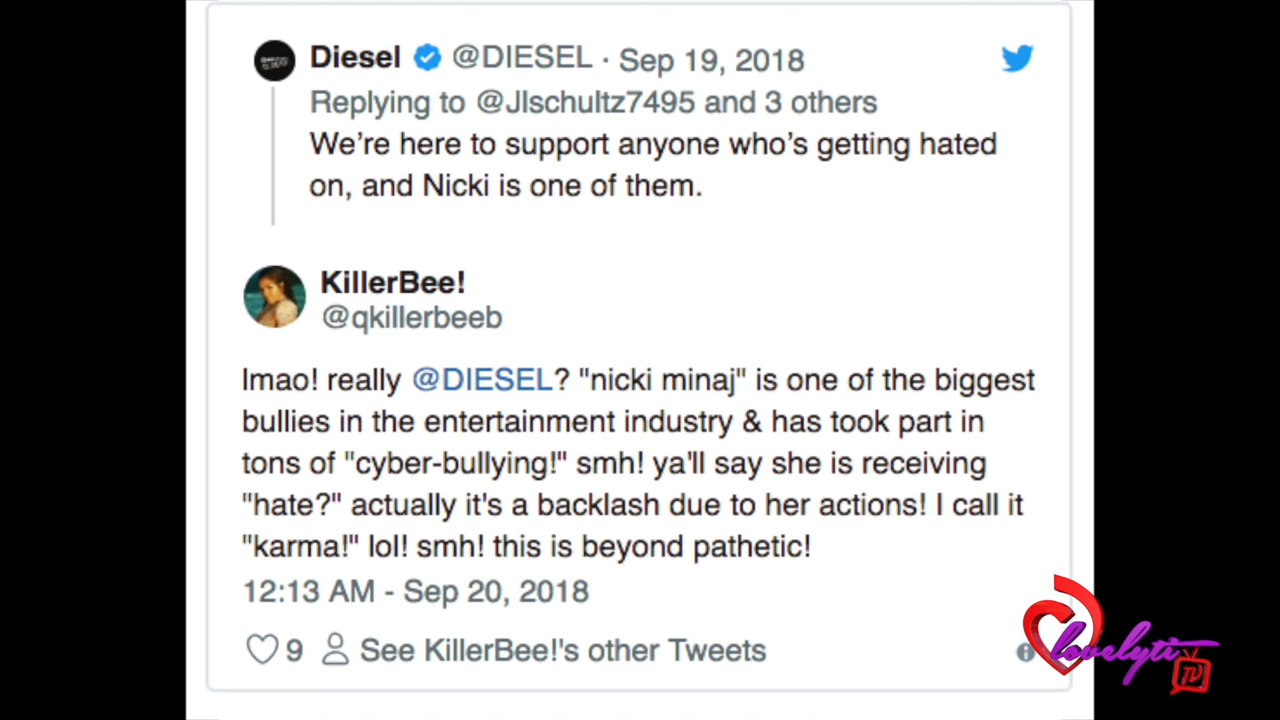 Diesel @DIESEL · Sep 19, 2018
Replying to @Jlschultz7495 and 3 others
We're here to support anyone who's getting hated
on, and Nicki is one of them.
KillerBee!
@qkillerbeeb
lmao! really @DIESEL? "nicki minaj" is one of the biggest
bullies in the entertainment industry & has took part in
tons of "cyber-bullying!" smh! ya'll say she is receiving
"hate?" actually it's a backlash due to her actions! I call it
"karma!" lol! smh! this is beyond pathetic!
12:13 AM - Sep 20, 2018
9 See KillerBee!'s other Tweets
lovelyti
TV